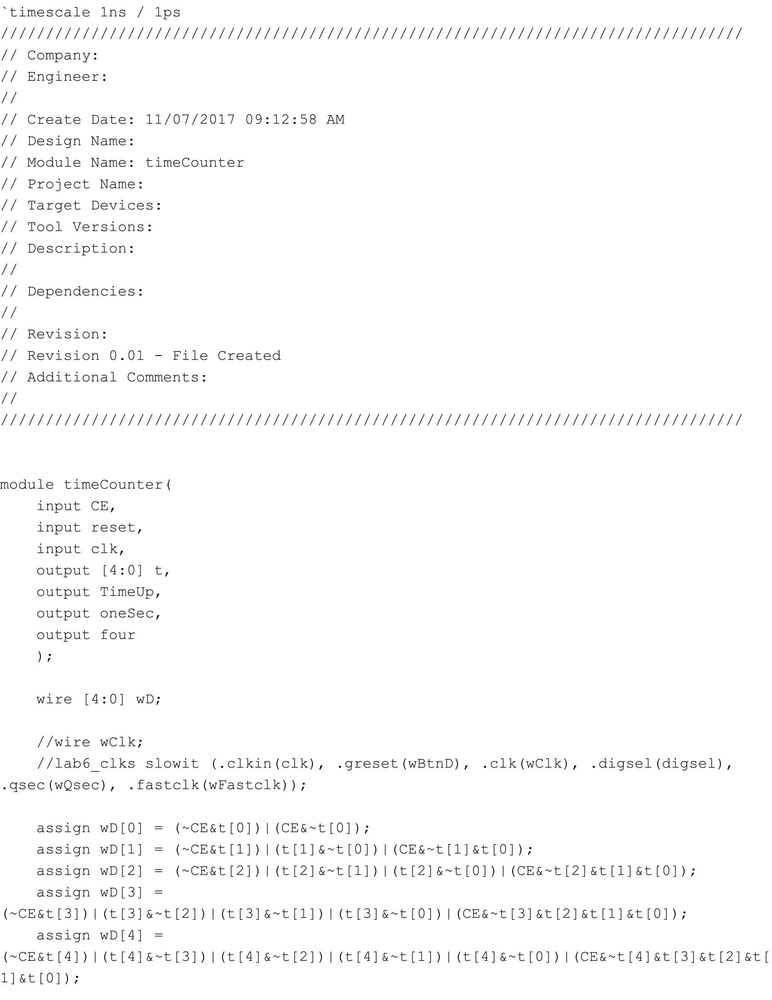 `timescale 1ns / 1ps
//////////////////////////////////////////////////////////////////////////////////
// Company:
// Engineer:
//
// Create Date: 11/07/2017 09:12:58 AM
// Design Name:
// Module Name: timeCounter
// Project Name:
// Target Devices:
// Tool Versions:
// Description:
//
// Dependencies:
//
// Revision:
// Revision 0.01 - File Created
// Additional Comments:
//
//////////////////////////////////////////////////////////////////////////////////
module timeCounter(
    input CE,
    input reset,
    input clk,
    output [4:0] t,
    output TimeUp,
    output oneSec,
    output four
    );
    wire [4:0] wD;
    //wire wClk;
    //lab6_clks slowit (.clkin(clk), .greset(wBtnD), .clk(wClk), .digsel(digsel),
.qsec(wQsec), .fastclk(wFastclk));
    assign wD[0] = (~CE&t[0])|(CE&~t[0]);
    assign wD[1] = (~CE&t[1])|(t[1]&~t[0])|(CE&~t[1]&t[0]);
    assign wD[2] = (~CE&t[2])|(t[2]&~t[1])|(t[2]&~t[0])|(CE&~t[2]&t[1]&t[0]);
    assign wD[3] =
(~CE&t[3])|(t[3]&~t[2])|(t[3]&~t[1])|(t[3]&~t[0])|(CE&~t[3]&t[2]&t[1]&t[0]);
    assign wD[4] =
(~CE&t[4])|(t[4]&~t[3])|(t[4]&~t[2])|(t[4]&~t[1])|(t[4]&~t[0])|(CE&~t[4]&t[3]&t[2]&t[
1]&t[0]);